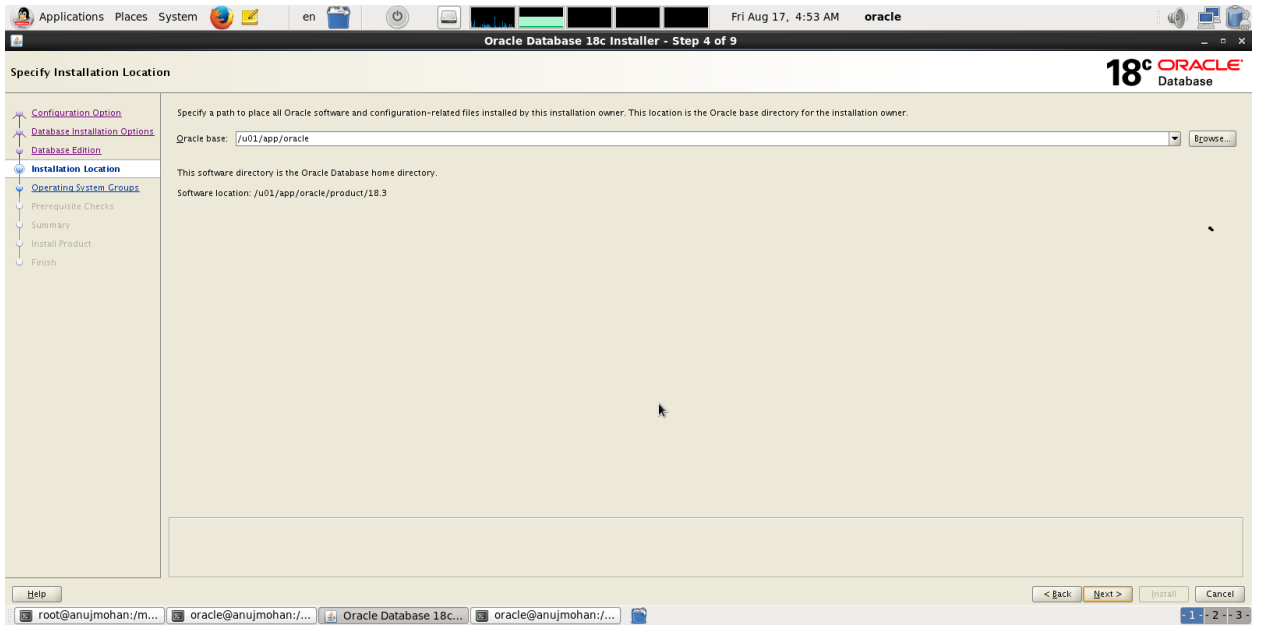 Applications Places System en Fri Aug 17, 4:53 AM oracle
Oracle Database 18c Installer - Step 4 of 9
Specify Installation Location
18c ORACLE
Database
Configuration Option
Database Installation Options
Database Edition
Installation Location
Operating System Groups
Prerequisite Checks
Summary
Install Product
Finish
Specify a path to place all Oracle software and configuration-related files installed by this installation owner. This location is the Oracle base directory for the installation owner.
Oracle base: /u01/app/oracle Browse...
This software directory is the Oracle Database home directory.
Software location: /u01/app/oracle/product/18.3
Help < Back Next > Install Cancel
root@anujmohan:/m... oracle@anujmohan:/... Oracle Database 18c... oracle@anujmohan:/... - 1 - - 2 - - 3 -